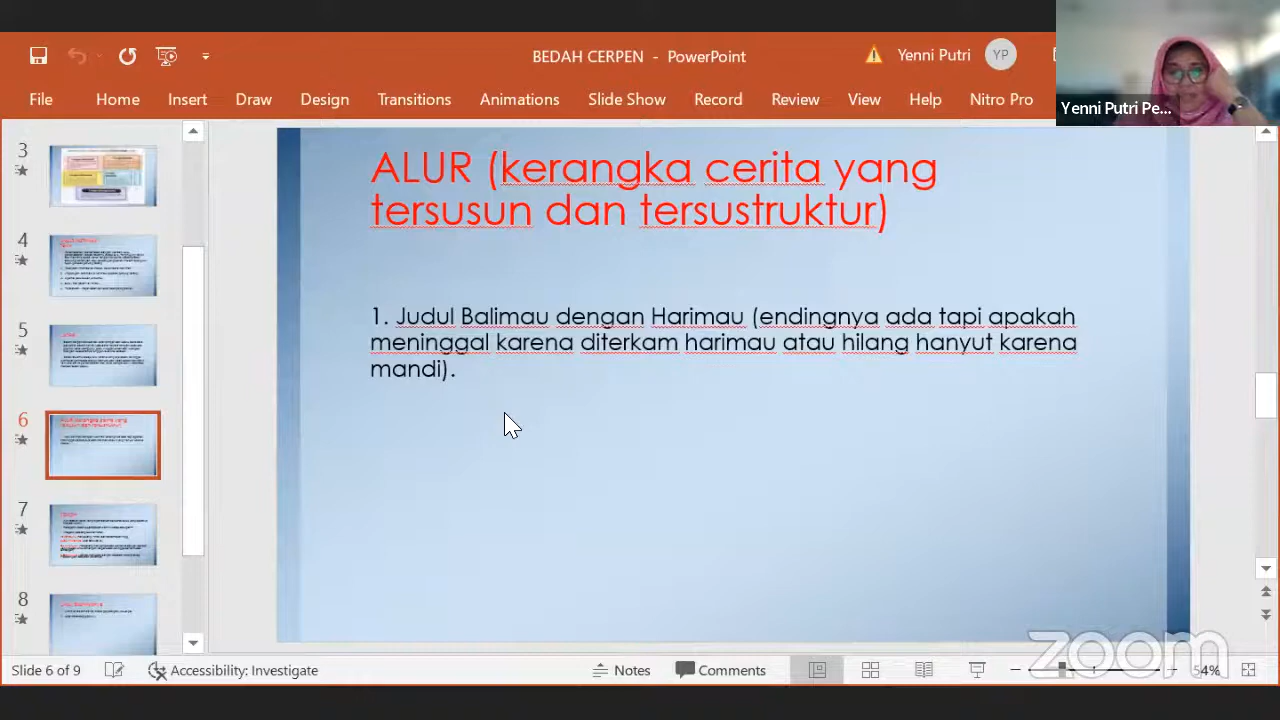 BEDAH CERPEN - PowerPoint
Yenni Putri
YP
File Home Insert Draw Design Transitions Animations Slide Show Record Review View Help Nitro Pro
Yenni Putri Pe...
3
4
5
6
7
8
ALUR (kerangka cerita yang
tersusun dan tersustruktur)
1. Judul Balimau dengan Harimau (endingnya ada tapi apakah
meninggal karena diterkam harimau atau hilang hanyut karena
mandi).
zoom
Slide 6 of 9 Accessibility: Investigate Notes Comments 54%